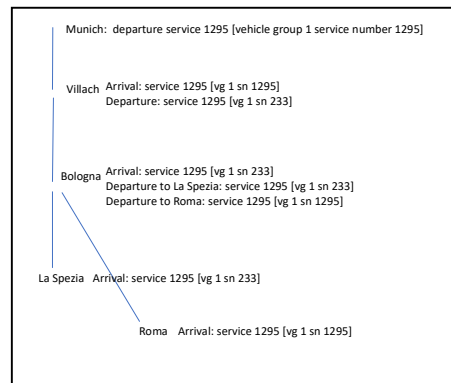 Munich: departure service 1295 [vehicle group 1 service number 1295]
Villach Arrival: service 1295 [vg 1 sn 1295]
Departure: service 1295 [vg 1 sn 233]
Bologna Arrival: service 1295 [vg 1 sn 233]
Departure to La Spezia: service 1295 [vg 1 sn 233]
Departure to Roma: service 1295 [vg 1 sn 1295]
La Spezia Arrival: service 1295 [vg 1 sn 233]
Roma Arrival: service 1295 [vg 1 sn 1295]